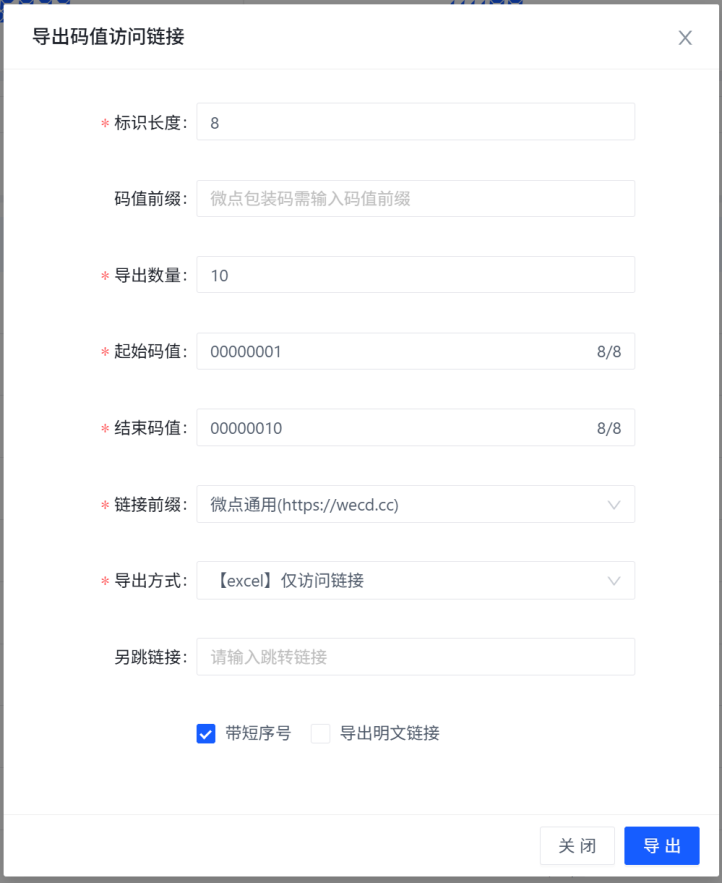 导出码值访问链接
* 标识长度: 8
码值前缀: 微点包装码需输入码值前缀
* 导出数量: 10
* 起始码值: 00000001 8/8
* 结束码值: 00000010 8/8
* 链接前缀: 微点通用(https://wecd.cc)
* 导出方式: 【excel】仅访问链接
另跳链接: 请输入跳转链接
带短序号 导出明文链接
关 闭 导 出